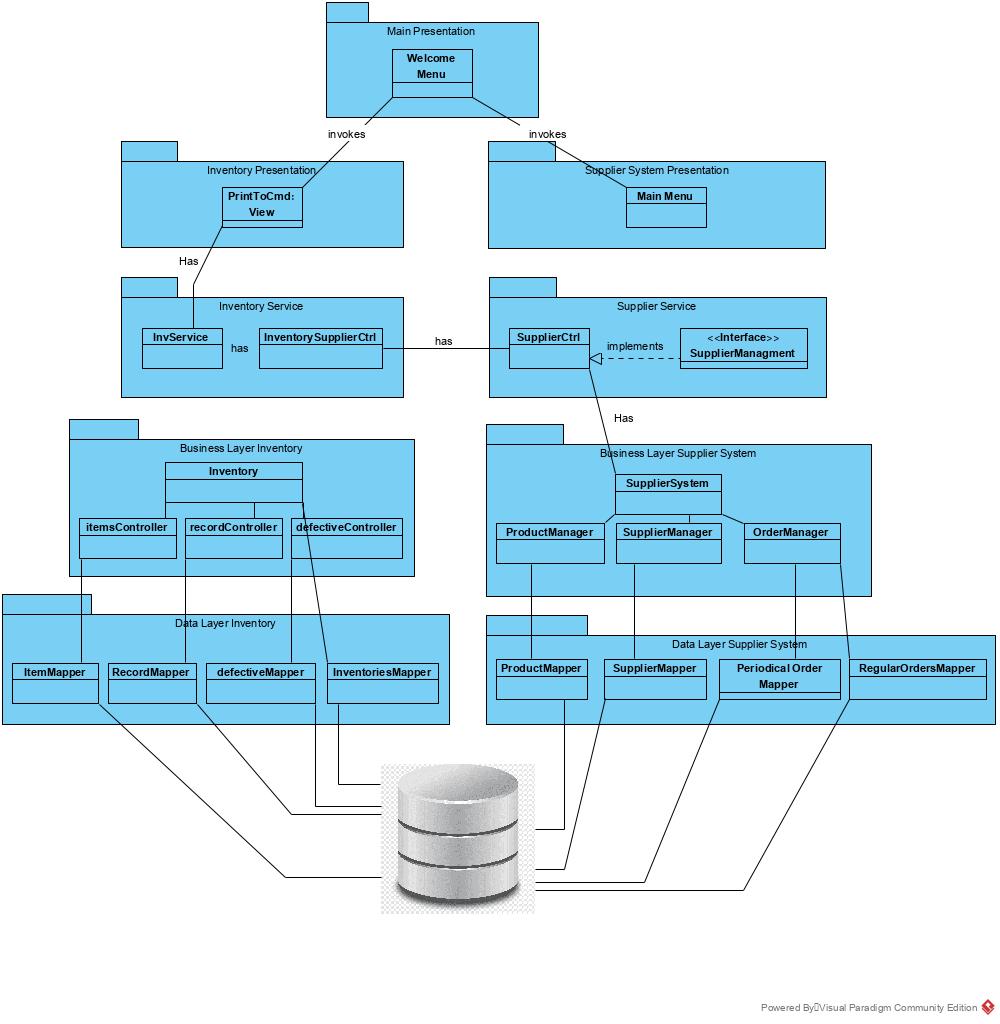 Main Presentation
Welcome
Menu
invokes
invokes
Inventory Presentation
PrintToCmd:
View
Supplier System Presentation
Main Menu
Has
Inventory Service
InvService
has
InventorySupplierCtrl
has
Supplier Service
SupplierCtrl
implements
<<Interface>>
SupplierManagment
Has
Business Layer Inventory
Inventory
itemsController
recordController
defectiveController
Business Layer Supplier System
SupplierSystem
ProductManager
SupplierManager
OrderManager
Data Layer Inventory
ItemMapper
RecordMapper
defectiveMapper
InventoriesMapper
Data Layer Supplier System
ProductMapper
SupplierMapper
Periodical Order
Mapper
RegularOrdersMapper
Powered By Visual Paradigm Community Edition